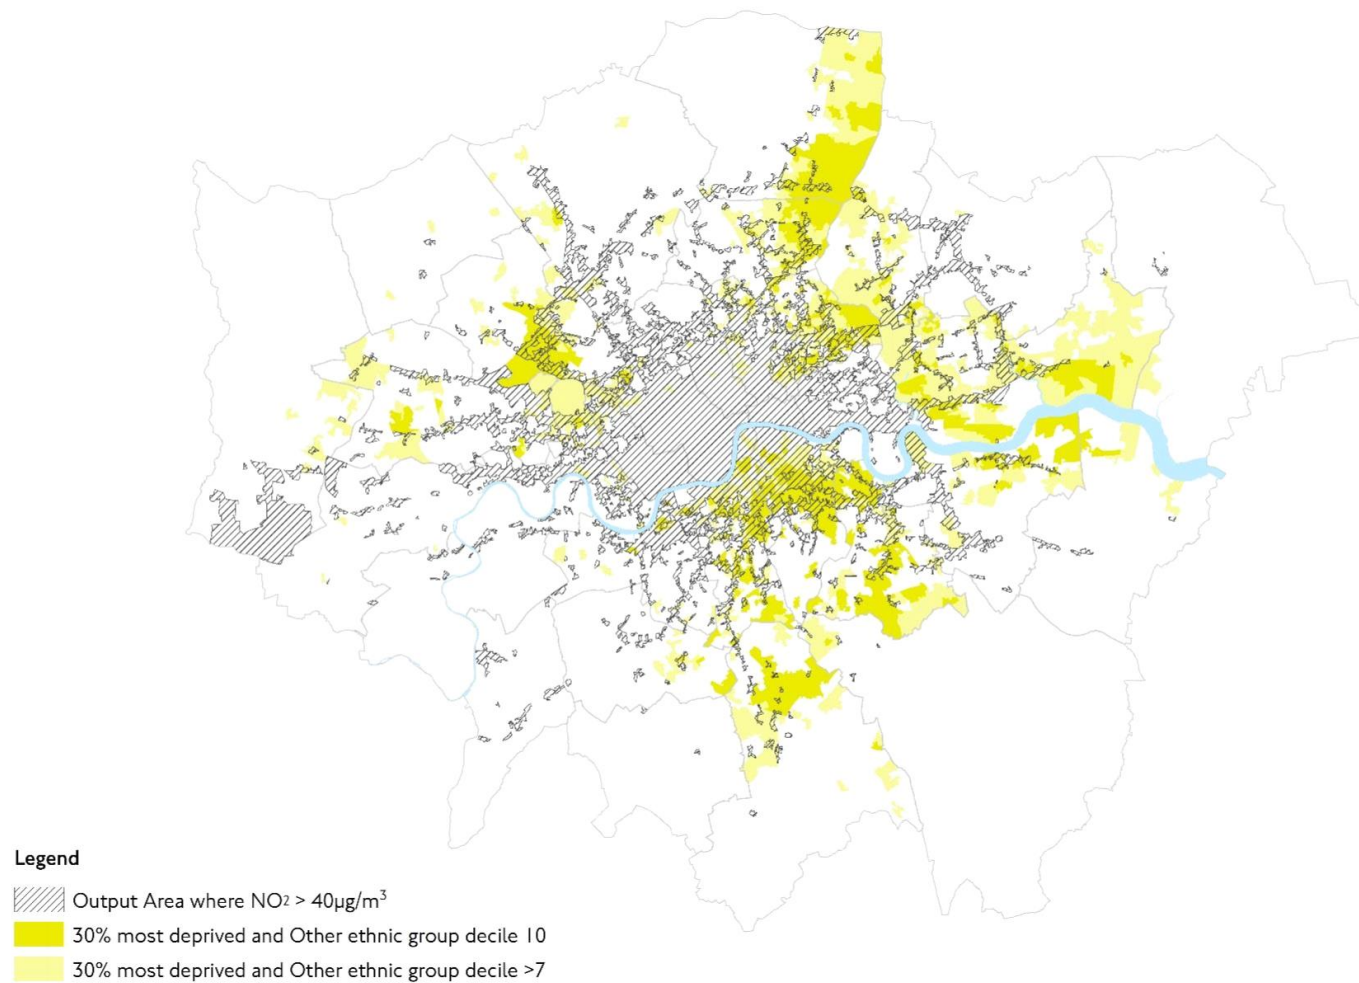 Legend
Output Area where NO2 > 40µg/m³
30% most deprived and Other ethnic group decile 10
30% most deprived and Other ethnic group decile >7